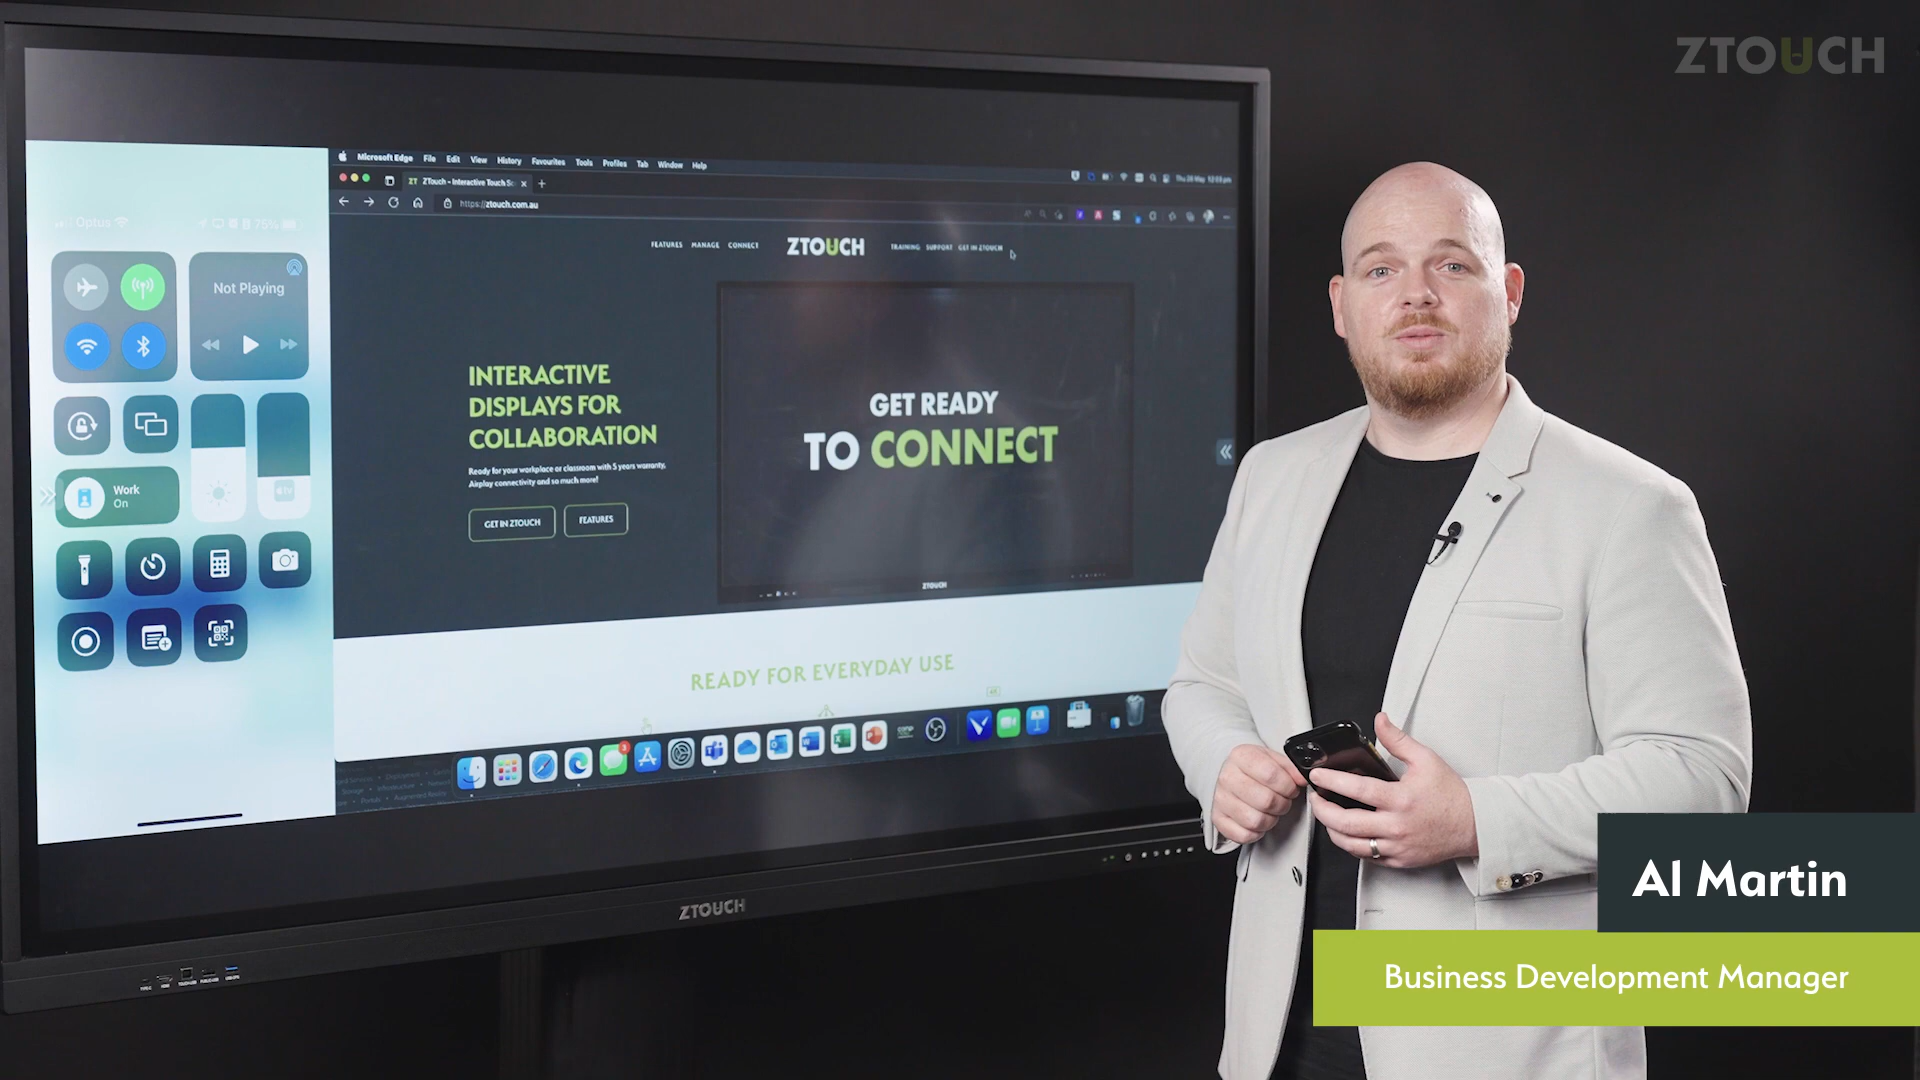 ZTOUCH
Microsoft Edge File Edit View History Favourites Tools Profiles Tab Window Help
ZT ZTouch - Interactive Touch
https://ztouch.com.au
FEATURES MANAGE CONNECT ZTOUCH TRAINING SUPPORT GET IN ZTOUCH
Optus 75%
Not Playing
Work
On
INTERACTIVE
DISPLAYS FOR
COLLABORATION
Ready for your workplace or classroom with 5 years warranty,
Airplay connectivity and so much more!
GET IN ZTOUCH FEATURES
GET READY
TO CONNECT
ZTOUCH
READY FOR EVERYDAY USE
ZTOUCH
Al Martin
Business Development Manager